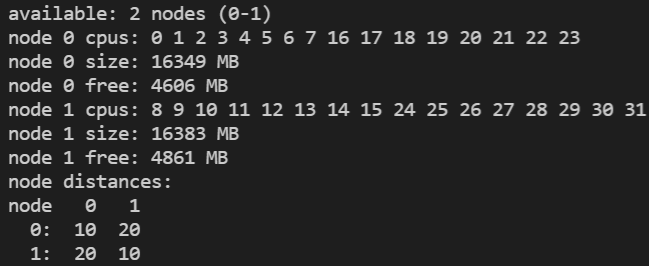 available: 2 nodes (0-1)
node 0 cpus: 0 1 2 3 4 5 6 7 16 17 18 19 20 21 22 23
node 0 size: 16349 MB
node 0 free: 4606 MB
node 1 cpus: 8 9 10 11 12 13 14 15 24 25 26 27 28 29 30 31
node 1 size: 16383 MB
node 1 free: 4861 MB
node distances:
node   0   1
  0:  10  20
  1:  20  10